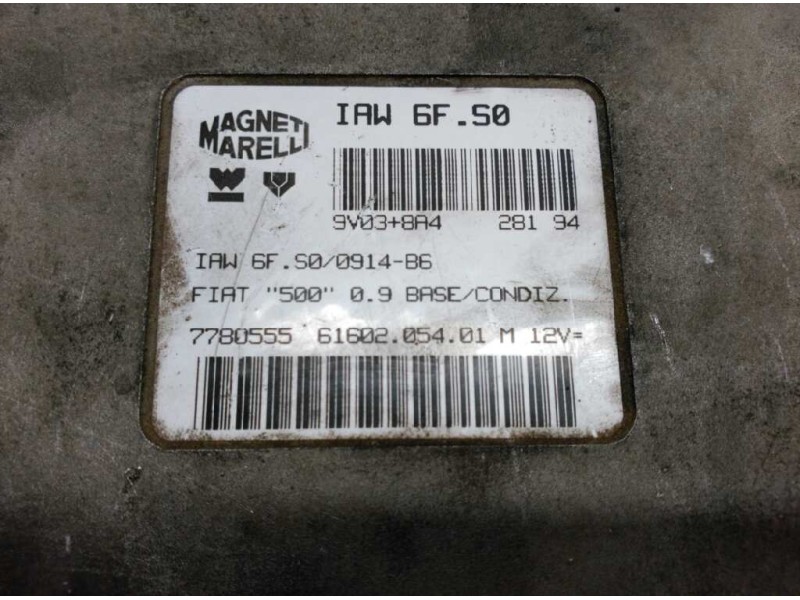 MAGNETI
MARELLI
IAW 6F.S0
9V03+8A4 281 94
IAW 6F.S0/0914-B6
FIAT "500" 0.9 BASE/CONDIZ.
7780555 61602.054.01 M 12V=